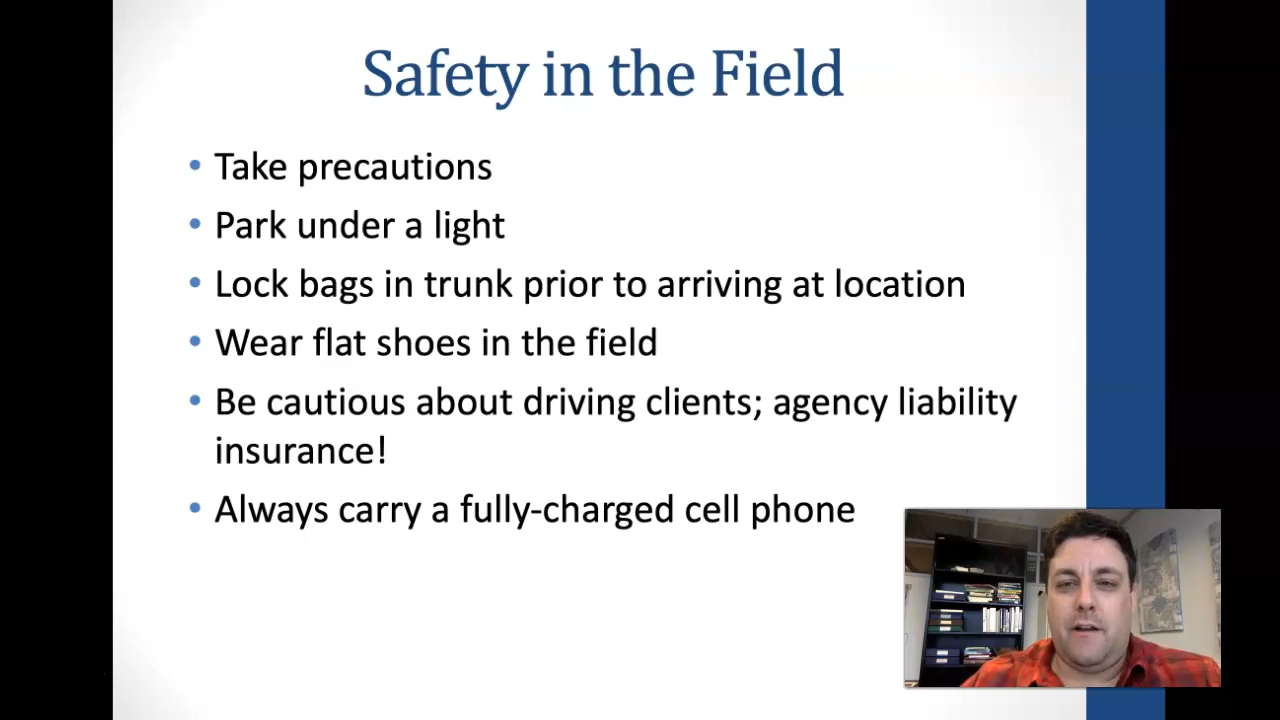 Safety in the Field
• Take precautions
• Park under a light
• Lock bags in trunk prior to arriving at location
• Wear flat shoes in the field
• Be cautious about driving clients; agency liability
insurance!
• Always carry a fully-charged cell phone